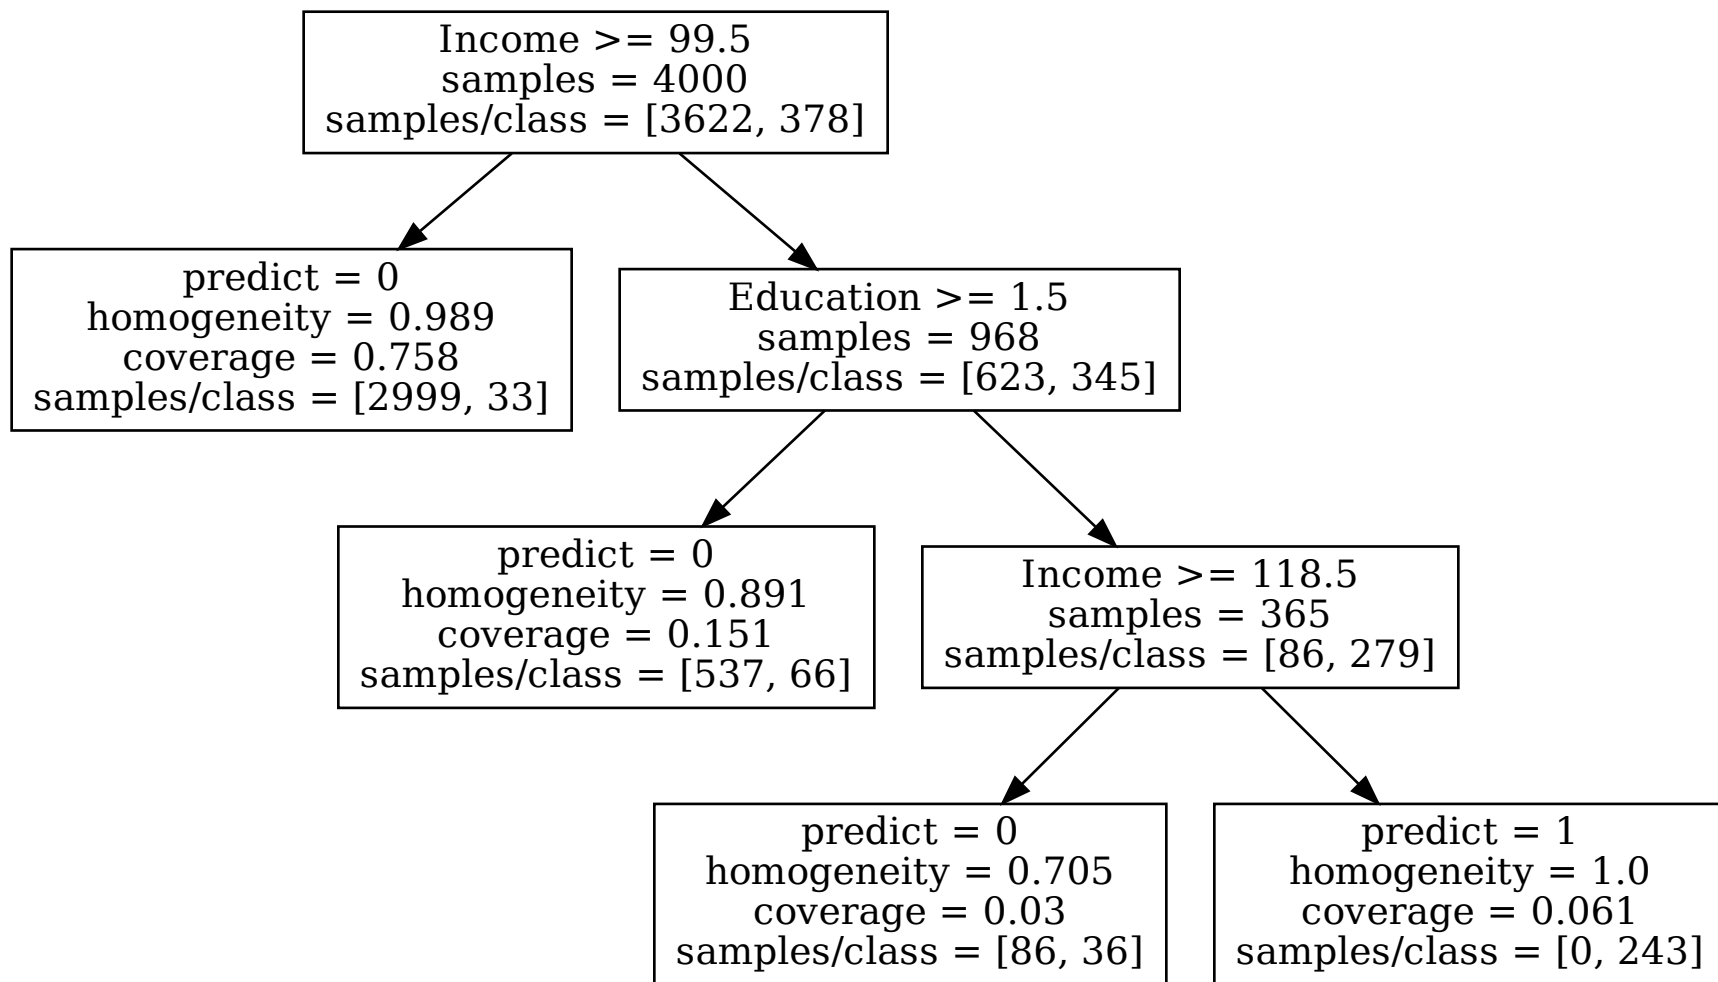 Income >= 99.5
samples = 4000
samples/class = [3622, 378]
predict = 0
homogeneity = 0.989
coverage = 0.758
samples/class = [2999, 33]
Education >= 1.5
samples = 968
samples/class = [623, 345]
predict = 0
homogeneity = 0.891
coverage = 0.151
samples/class = [537, 66]
Income >= 118.5
samples = 365
samples/class = [86, 279]
predict = 0
homogeneity = 0.705
coverage = 0.03
samples/class = [86, 36]
predict = 1
homogeneity = 1.0
coverage = 0.061
samples/class = [0, 243]